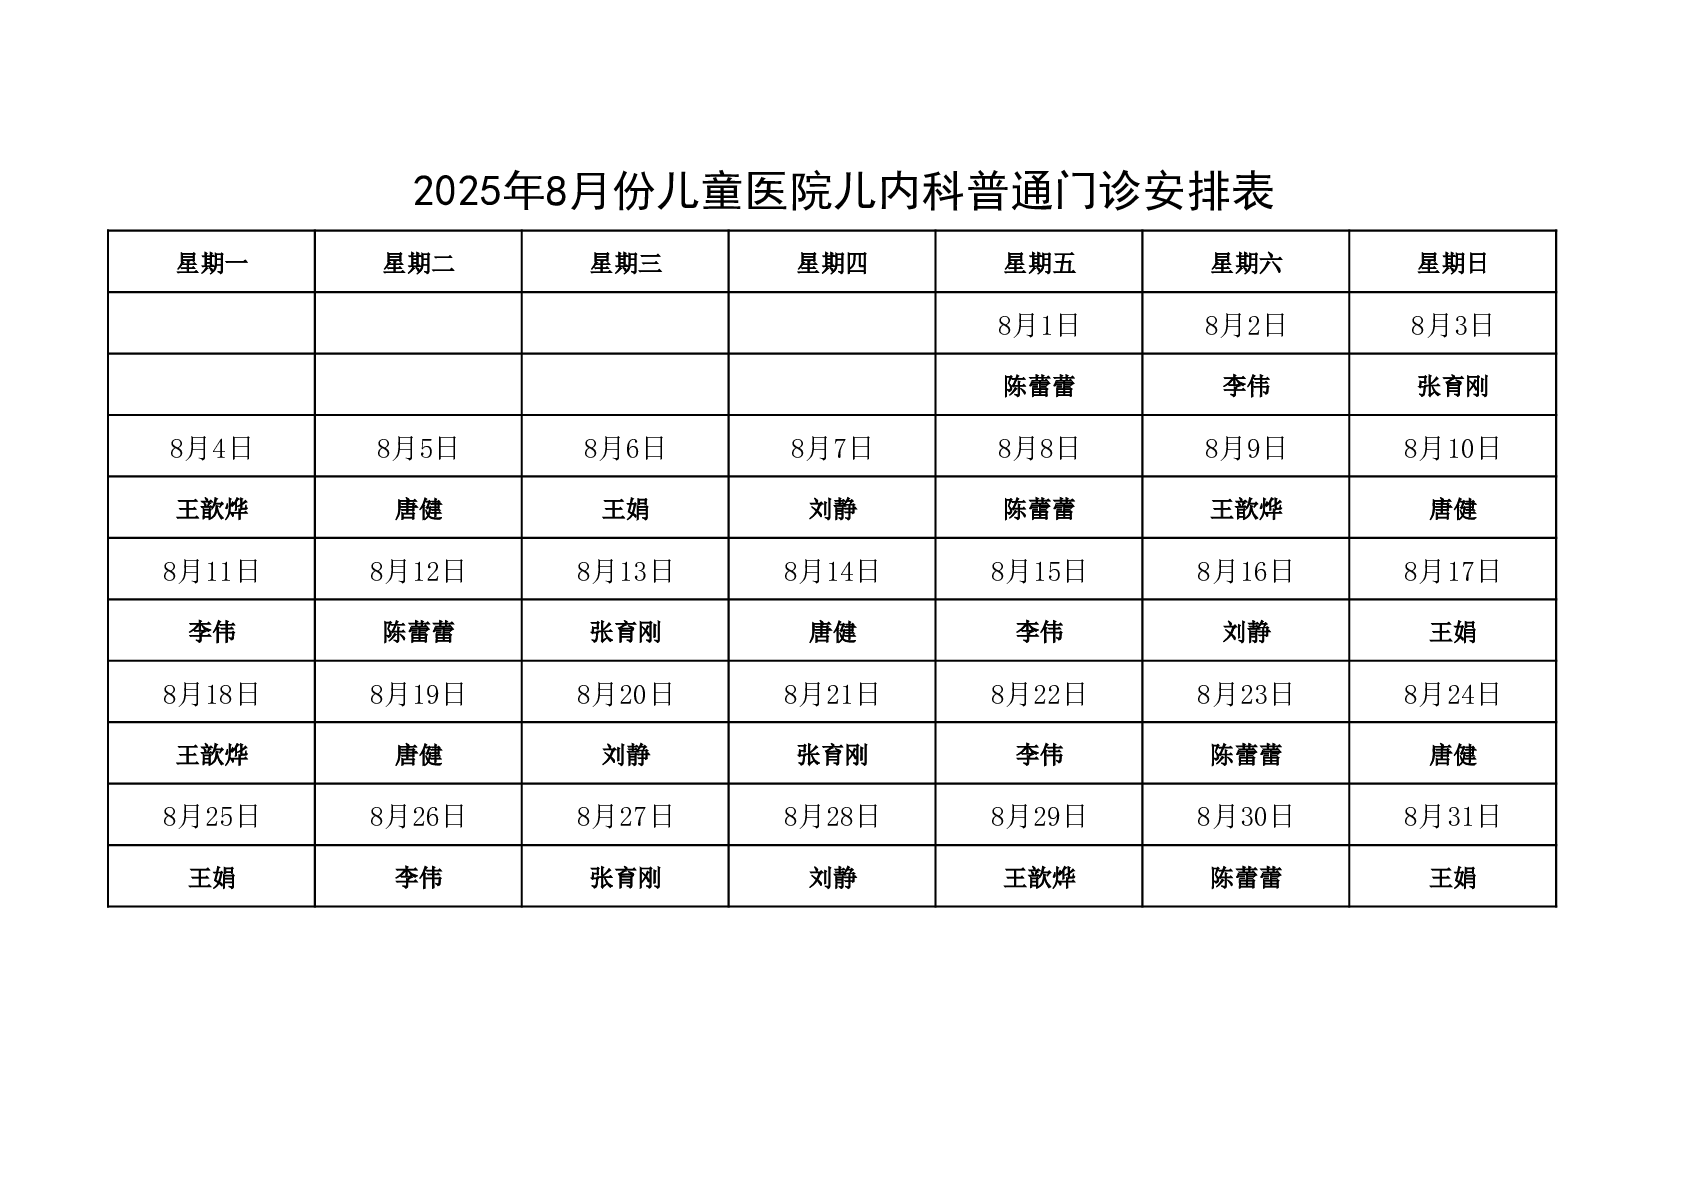 2025年8月份儿童医院儿内科普通门诊安排表
星期一 星期二 星期三 星期四 星期五 星期六 星期日
8月1日 8月2日 8月3日
陈蕾蕾 李伟 张育刚
8月4日 8月5日 8月6日 8月7日 8月8日 8月9日 8月10日
王歆烨 唐健 王娟 刘静 陈蕾蕾 王歆烨 唐健
8月11日 8月12日 8月13日 8月14日 8月15日 8月16日 8月17日
李伟 陈蕾蕾 张育刚 唐健 李伟 刘静 王娟
8月18日 8月19日 8月20日 8月21日 8月22日 8月23日 8月24日
王歆烨 唐健 刘静 张育刚 李伟 陈蕾蕾 唐健
8月25日 8月26日 8月27日 8月28日 8月29日 8月30日 8月31日
王娟 李伟 张育刚 刘静 王歆烨 陈蕾蕾 王娟